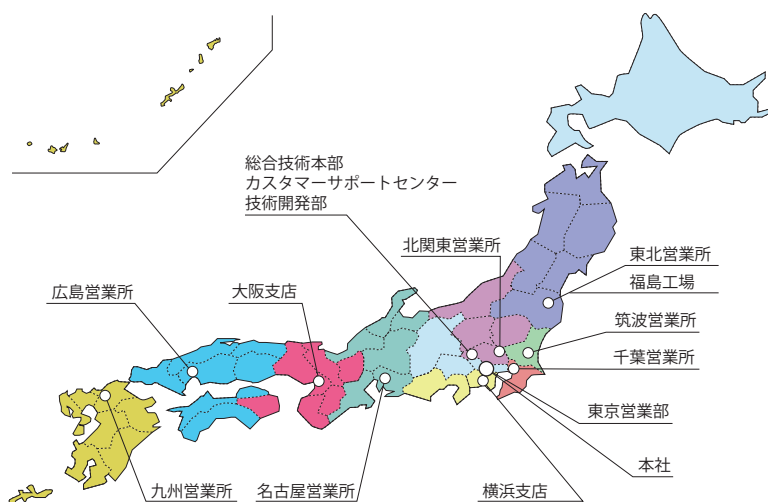 総合技術本部
カスタマーサポートセンター
技術開発部
北関東営業所
東北営業所
福島工場
広島営業所
大阪支店
筑波営業所
千葉営業所
東京営業部
本社
九州営業所
名古屋営業所
横浜支店